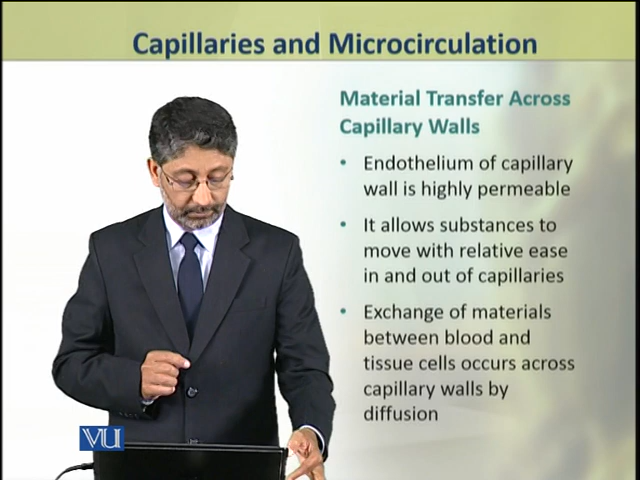 Capillaries and Microcirculation
Material Transfer Across
Capillary Walls
• Endothelium of capillary
wall is highly permeable
• It allows substances to
move with relative ease
in and out of capillaries
• Exchange of materials
between blood and
tissue cells occurs across
capillary walls by
diffusion
VU